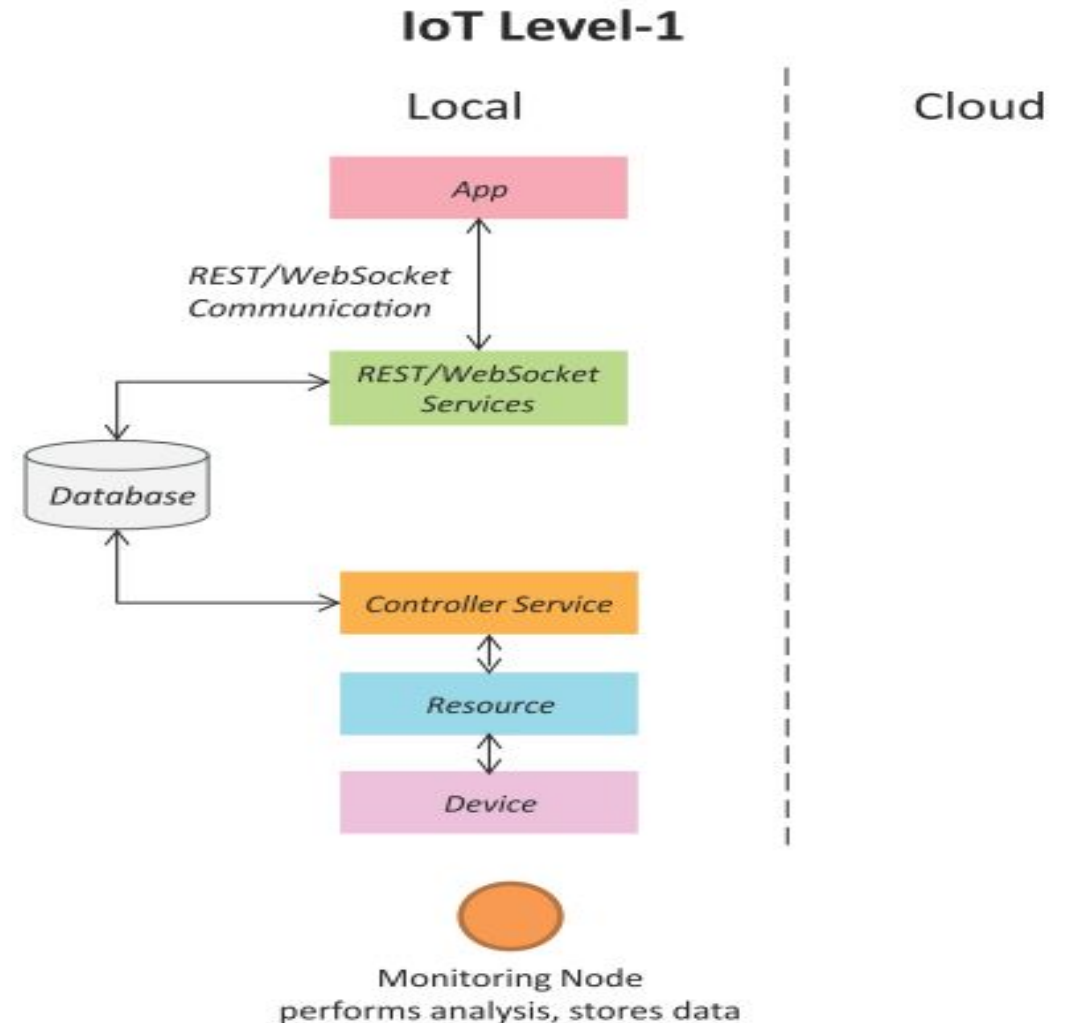 IoT Level-1
Local
Cloud
App
REST/WebSocket
Communication
REST/WebSocket
Services
Database
Controller Service
Resource
Device
Monitoring Node
performs analysis, stores data